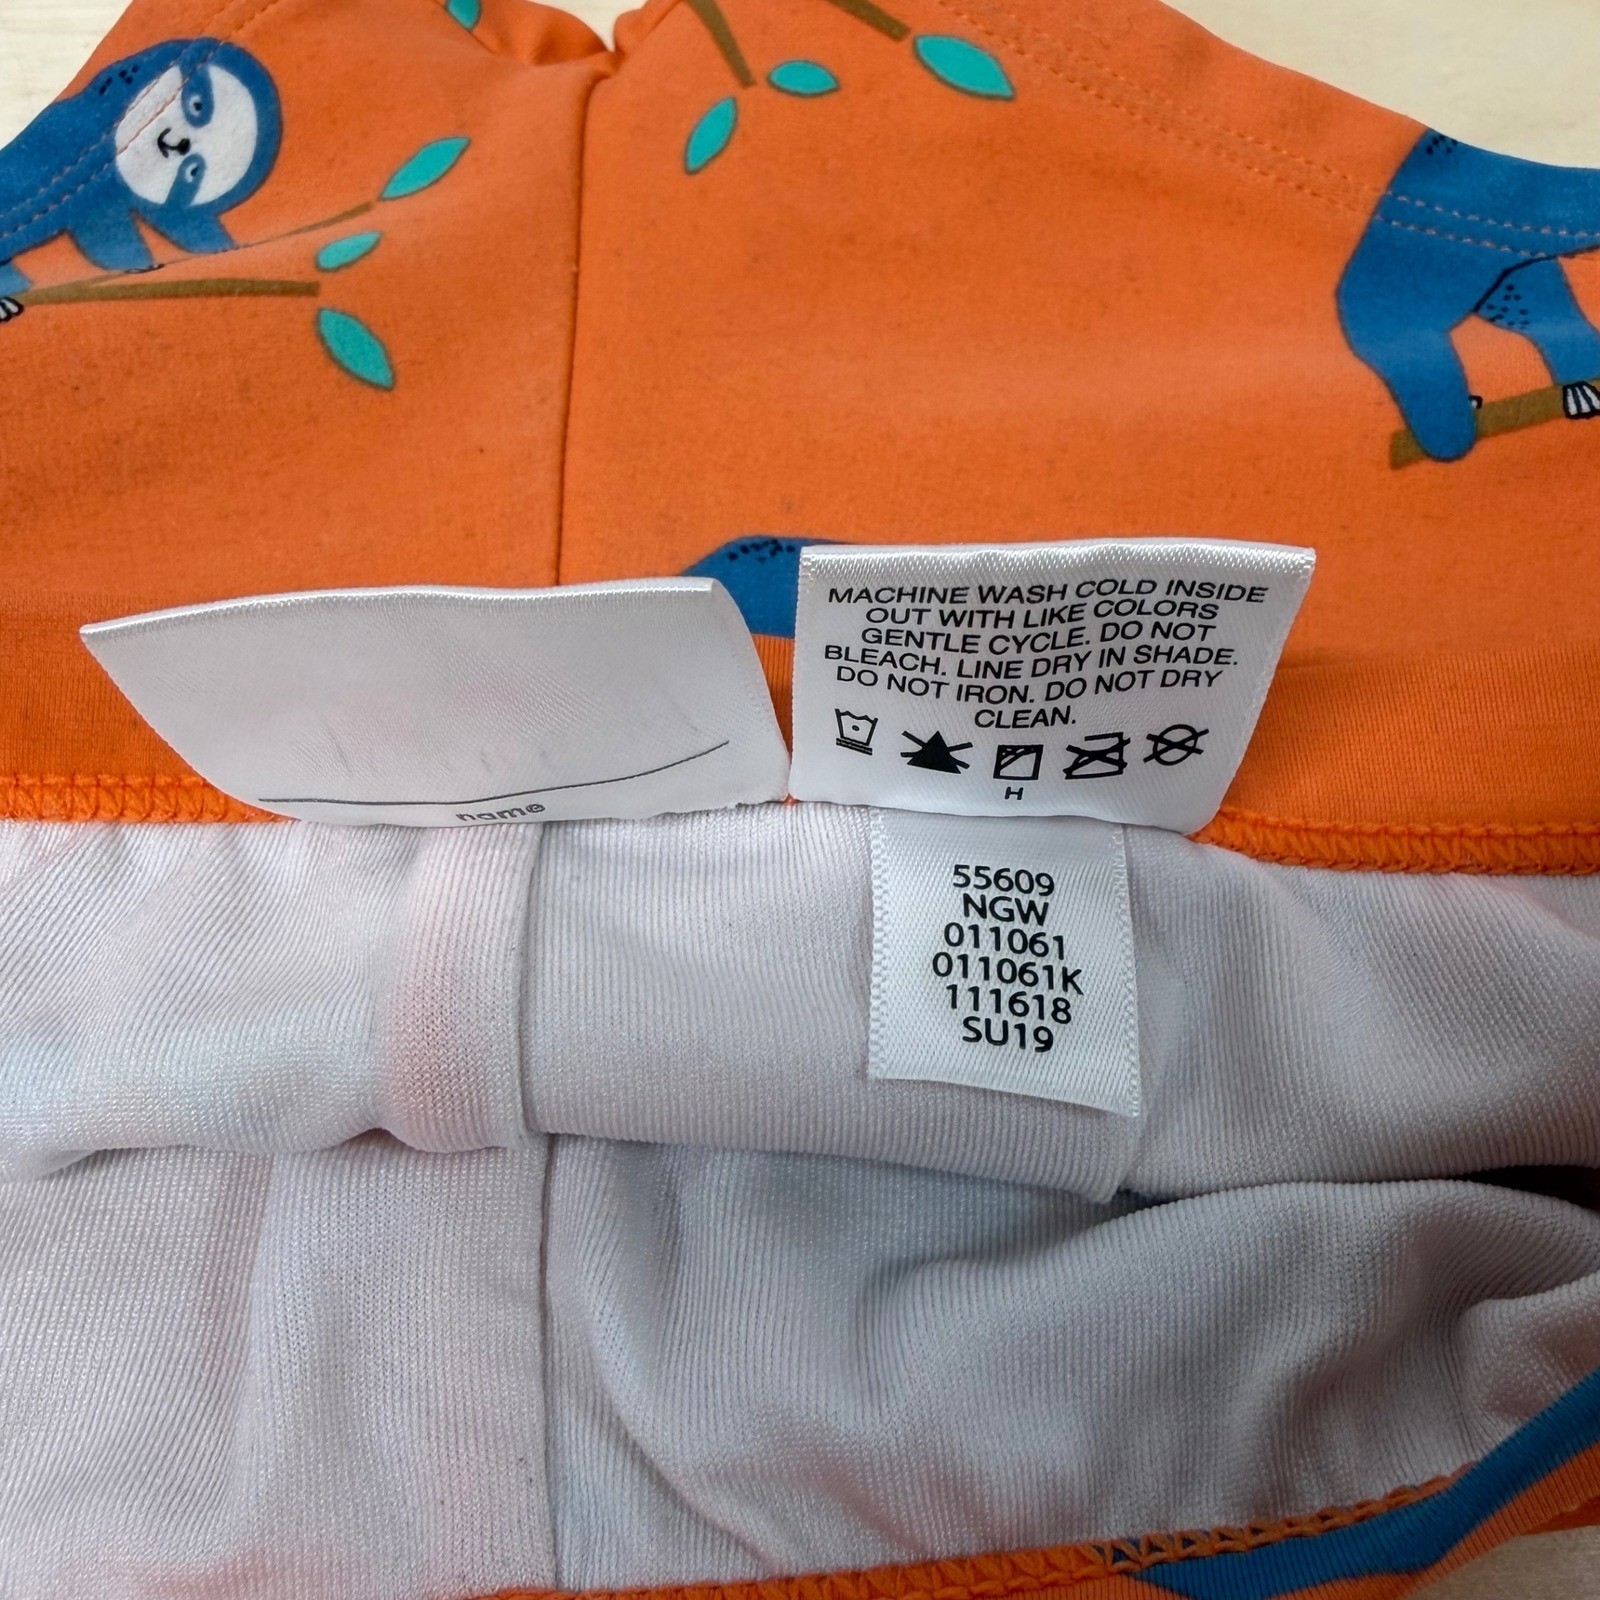 MACHINE WASH COLD INSIDE
OUT WITH LIKE COLORS
GENTLE CYCLE. DO NOT
BLEACH. LINE DRY IN SHADE.
DO NOT IRON. DO NOT DRY
CLEAN.
H
name
55609
NGW
011061
011061K
111618
SU19